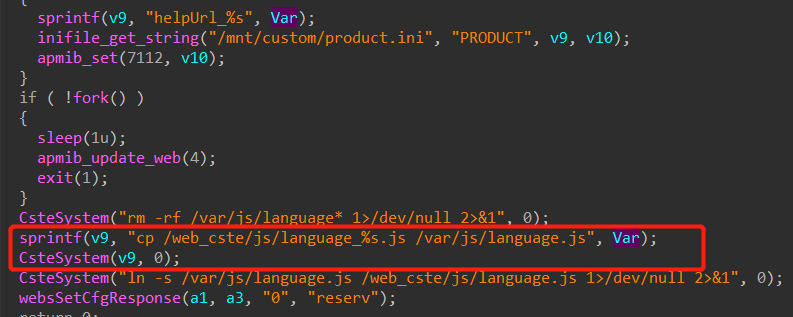 {
sprintf(v9, "helpUrl_%s", Var);
inifile_get_string("/mnt/custom/product.ini", "PRODUCT", v9, v10);
apmib_set(7112, v10);
}
if ( !fork() )
{
sleep(1u);
apmib_update_web(4);
exit(1);
}
CsteSystem("rm -rf /var/js/language* 1>/dev/null 2>&1", 0);
sprintf(v9, "cp /web_cste/js/language_%s.js /var/js/language.js", Var);
CsteSystem(v9, 0);
CsteSystem("ln -s /var/js/language.js /web_cste/js/language.js 1>/dev/null 2>&1", 0);
websSetCfgResponse(a1, a3, "0", "reserv");
return 0;